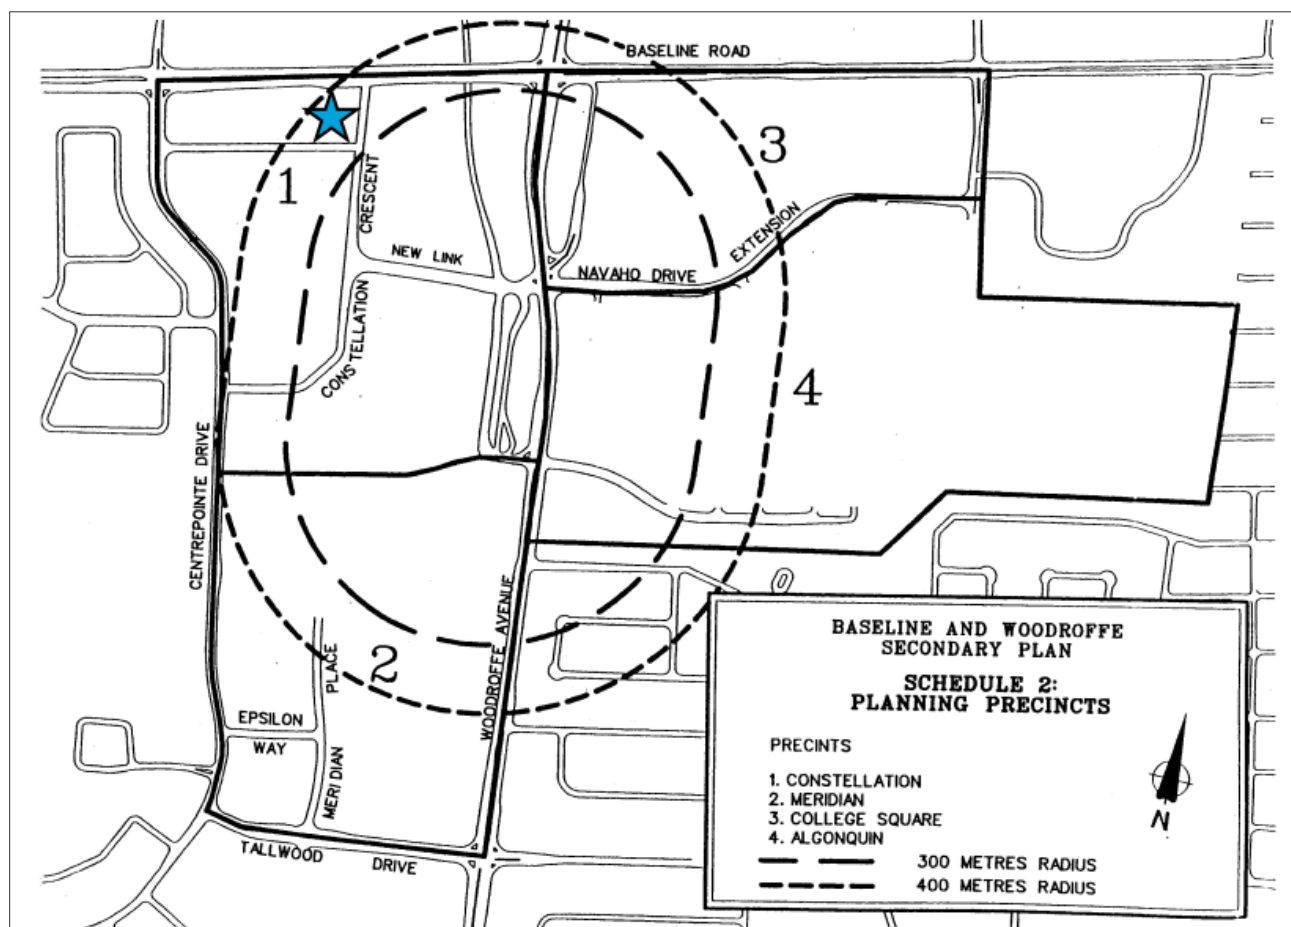 BASELINE ROAD
3
1
CRESCENT
EXTENSION
NEW LINK
NAVAHO DRIVE
CONSTELLATION
4
CENTREPOINTE DRIVE
WOODROFFE AVENUE
2
PLACE
EPSILON
WAY
MERIDIAN
TALLWOOD DRIVE
BASELINE AND WOODROFFE
SECONDARY PLAN
SCHEDULE 2:
PLANNING PRECINCTS
PRECINTS
1. CONSTELLATION
2. MERIDIAN
3. COLLEGE SQUARE
4. ALGONQUIN
300 METRES RADIUS
400 METRES RADIUS
N